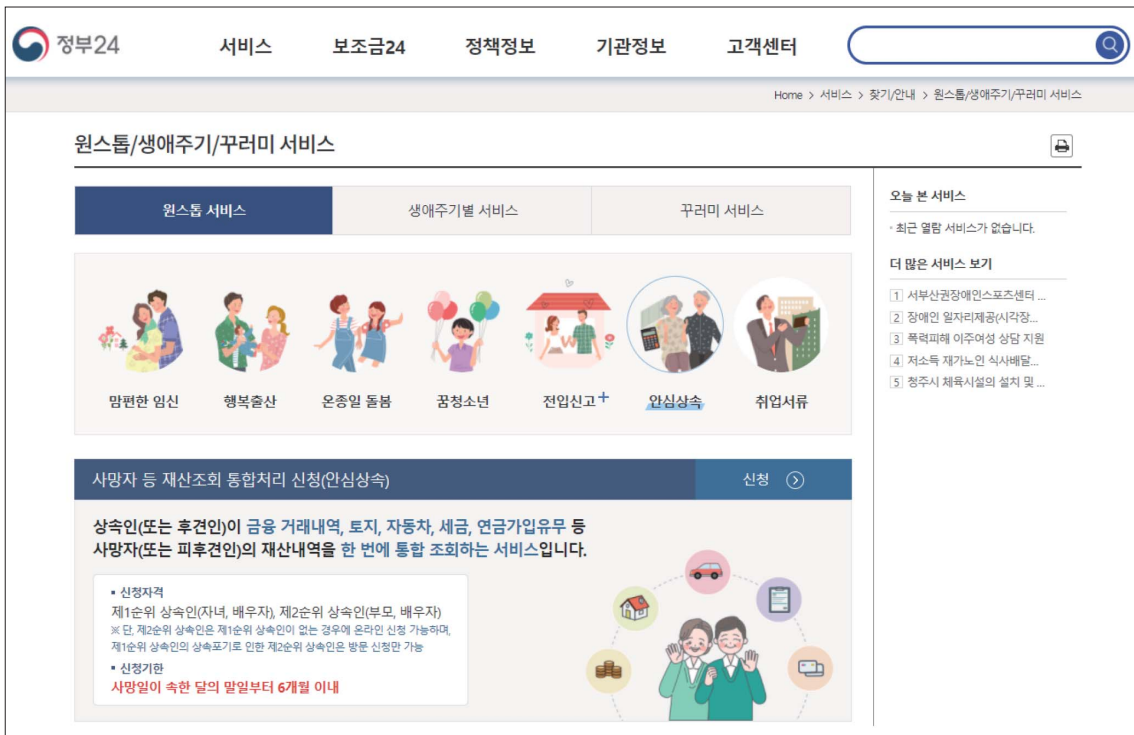 정부24
서비스
보조금24
정책정보
기관정보
고객센터
Home > 서비스 > 찾기/안내 > 원스톱/생애주기/꾸러미 서비스
원스톱/생애주기/꾸러미 서비스
원스톱 서비스
생애주기별 서비스
꾸러미 서비스
맘편한 임신
행복출산
온종일 돌봄
꿈청소년
전입신고+
안심상속
취업서류
사망자 등 재산조회 통합처리 신청(안심상속)
신청
상속인(또는 후견인)이 금융 거래내역, 토지, 자동차, 세금, 연금가입유무 등
사망자(또는 피후견인)의 재산내역을 한 번에 통합 조회하는 서비스입니다.
▪ 신청자격
제1순위 상속인(자녀, 배우자), 제2순위 상속인(부모, 배우자)
※ 단, 제2순위 상속인은 제1순위 상속인이 없는 경우에 온라인 신청 가능하며,
제1순위 상속인의 상속포기로 인한 제2순위 상속인은 방문 신청만 가능
▪ 신청기한
사망일이 속한 달의 말일부터 6개월 이내
오늘 본 서비스
· 최근 열람 서비스가 없습니다.
더 많은 서비스 보기
1 서부산권장애인스포츠센터 ...
2 장애인 일자리제공(시각장...
3 폭력피해 이주여성 상담 지원
4 저소득 재가노인 식사배달...
5 청주시 체육시설의 설치 및 ...